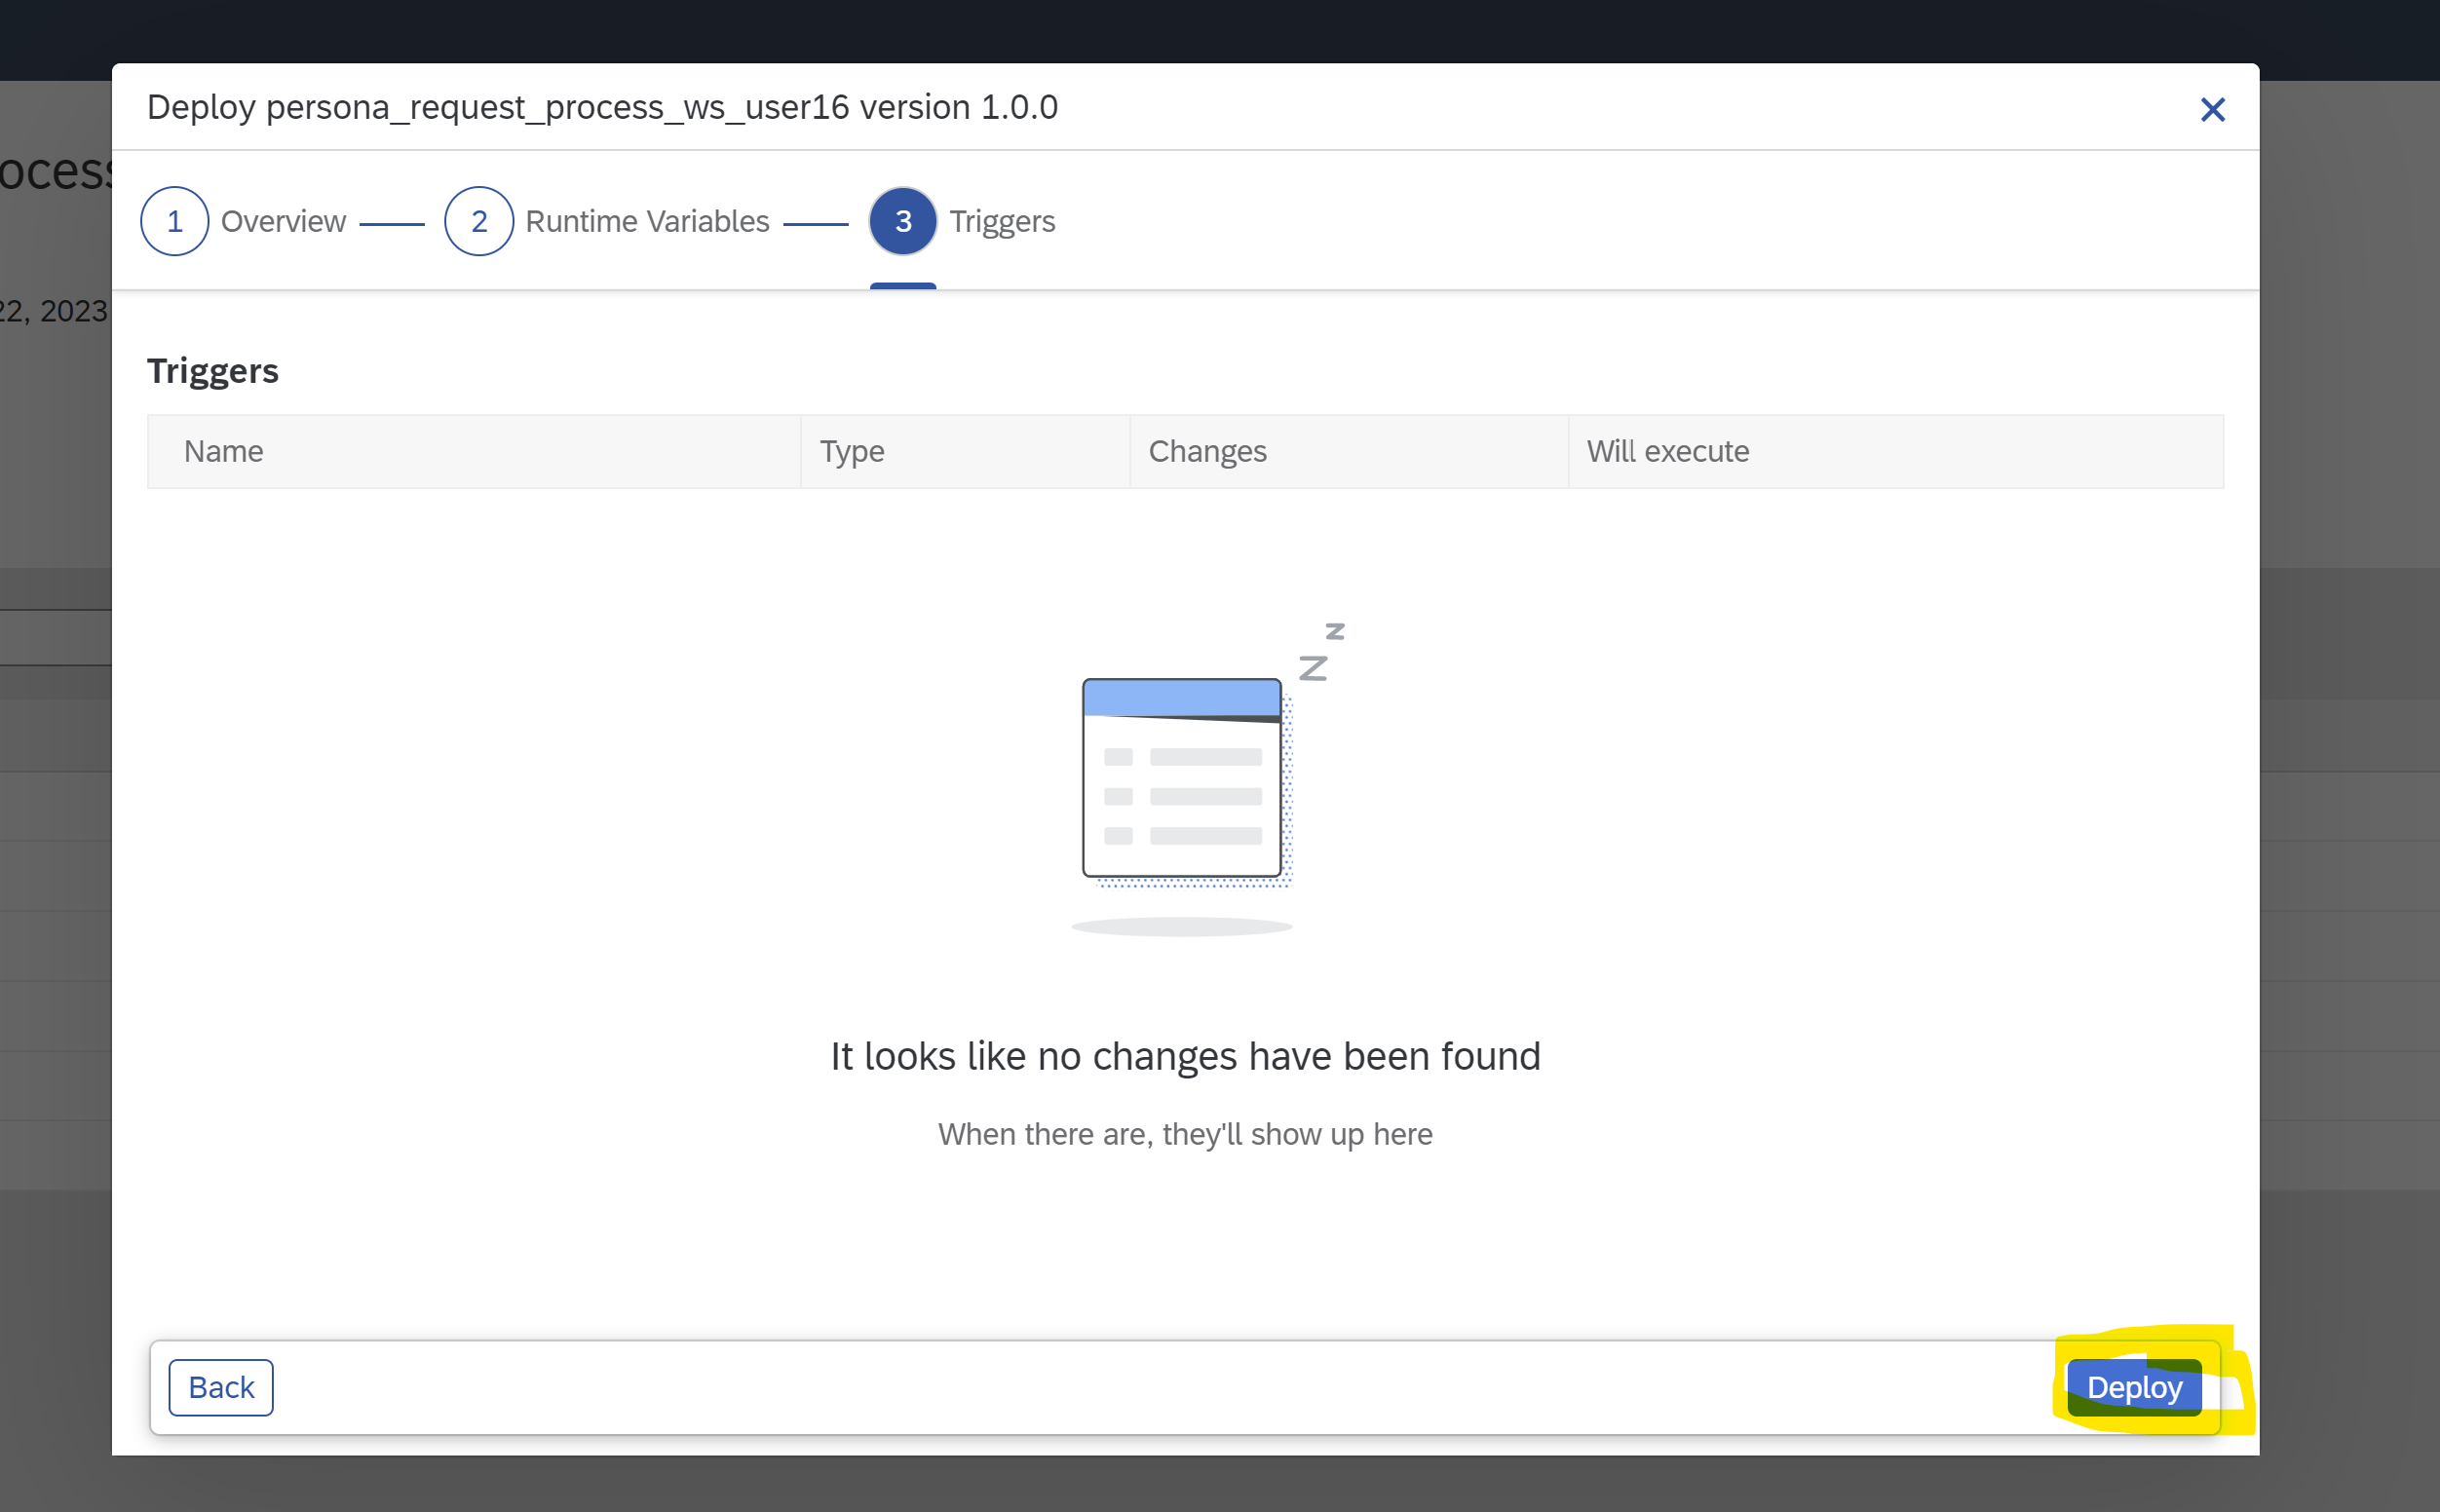 Deploy persona_request_process_ws_user16 version 1.0.0
ocess
1 Overview 2 Runtime Variables 3 Triggers
22, 2023
Triggers
Name Type Changes Will execute
z
Z
It looks like no changes have been found
When there are, they'll show up here
Back Deploy